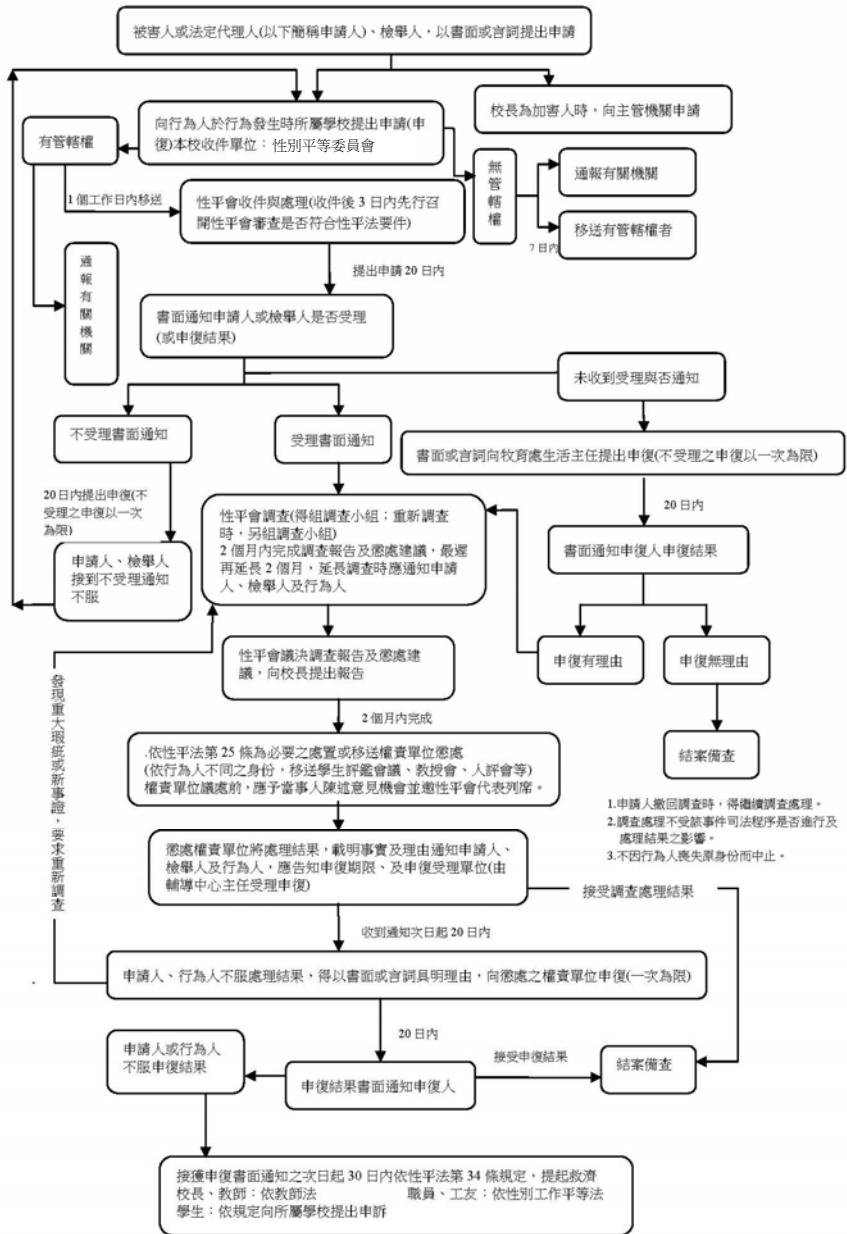 被害人或法定代理人(以下簡稱申請人)、檢舉人，以書面或言詞提出申請
校長為加害人時，向主管機關申請
向行為人於行為發生時所屬學校提出申請(申
復)本校收件單位：性別平等委員會
有管轄權
無
管
轄
權
通報有關機關
移送有管轄權者
7 日內
1 個工作日內移送
性平會收件與處理(收件後 3 日內先行召
開性平會審查是否符合性平法要件)
通
報
有
關
機
關
提出申請 20 日內
書面通知申請人或檢舉人是否受理
(或申復結果)
未收到受理與否通知
不受理書面通知
受理書面通知
書面或言詞向牧育處生活主任提出申復(不受理之申復以一次為限)
20 日內提出申復(不
受理之申復以一次
為限)
20 日內
性平會調查(得組調查小組；重新調查
時，另組調查小組)
2 個月內完成調查報告及懲處建議，最遲
再延長 2 個月，延長調查時應通知申請
人、檢舉人及行為人
書面通知申復人申復結果
申請人、檢舉人
接到不受理通知
不服
申復有理由
申復無理由
性平會議決調查報告及懲處建
議，向校長提出報告
2 個月內完成
結案備查
發現重大瑕疵或新事證，要求重新調查
.依性平法第 25 條為必要之處置或移送權責單位懲處
(依行為人不同之身份，移送學生評鑑會議、教授會、人評會等)
權責單位議處前，應予當事人陳述意見機會並邀性平會代表列席。
1.申請人撤回調查時，得繼續調查處理。
2.調查處理不受該事件司法程序是否進行及
處理結果之影響。
3.不因行為人喪失原身份而中止。
懲處權責單位將處理結果，載明事實及理由通知申請人、
檢舉人及行為人，應告知申復期限、及申復受理單位(由
輔導中心主任受理申復)
接受調查處理結果
收到通知次日起 20 日內
申請人、行為人不服處理結果，得以書面或言詞具明理由，向懲處之權責單位申復(一次為限)
20 日內
申請人或行為人
不服申復結果
申復結果書面通知申復人
接受申復結果
結案備查
接獲申復書面通知之次日起 30 日內依性平法第 34 條規定，提起救濟
校長、教師：依教師法 職員、工友：依性別工作平等法
學生：依規定向所屬學校提出申訴